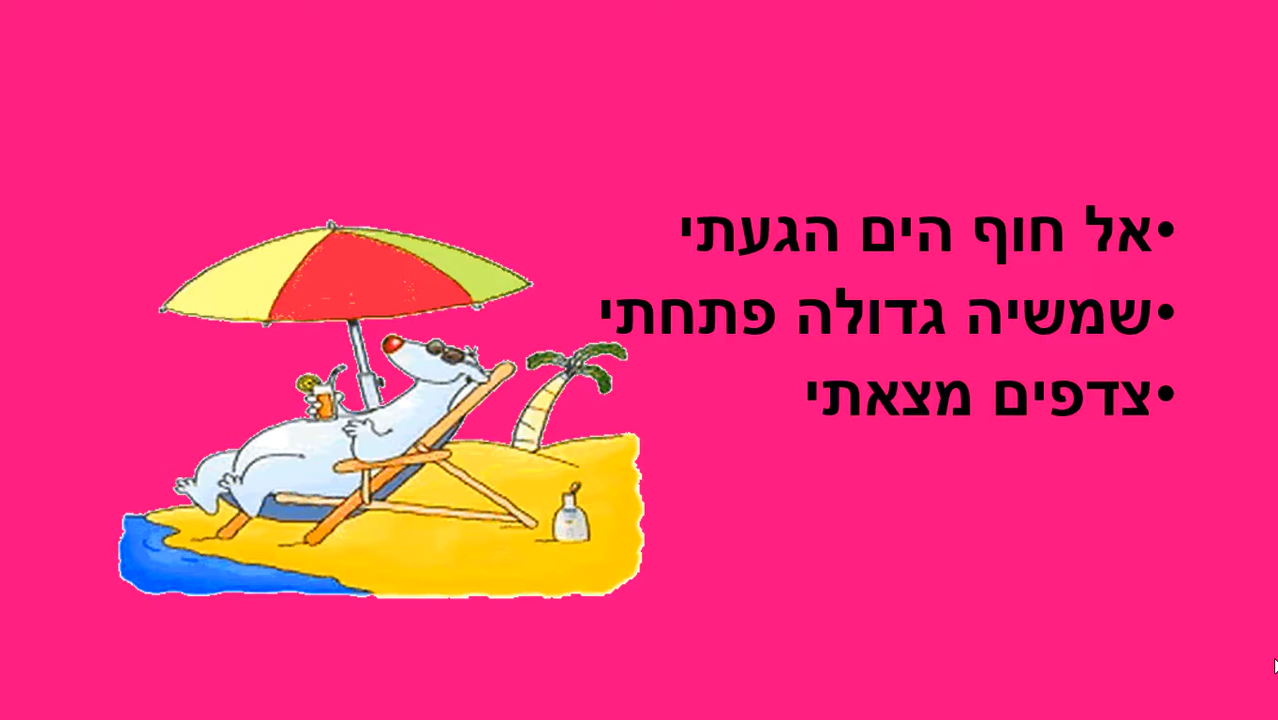 •אל חוף הים הגעתי
•שמשיה גדולה פתחתי
•צדפים מצאתי